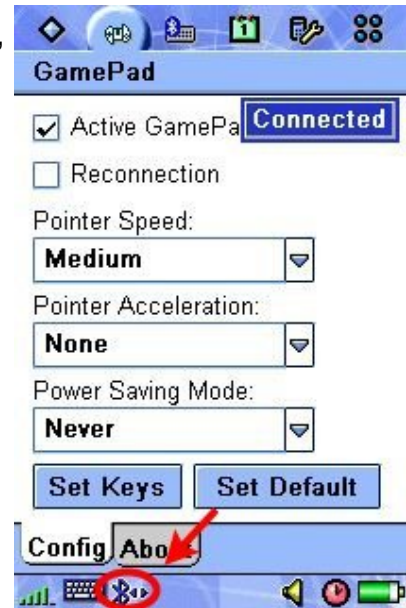 GamePad
Active GamePa
Connected
Reconnection
Pointer Speed:
Medium
Pointer Acceleration:
None
Power Saving Mode:
Never
Set Keys
Set Default
Config
Abo